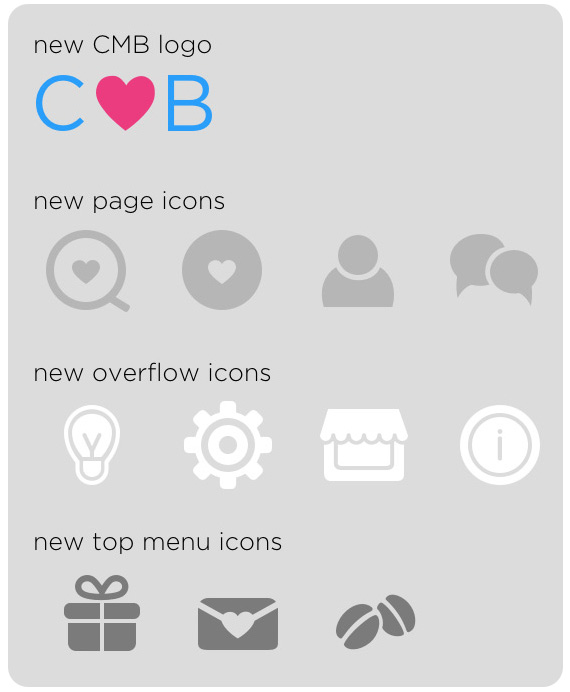 new CMB logo
C B
new page icons
new overflow icons
i
new top menu icons